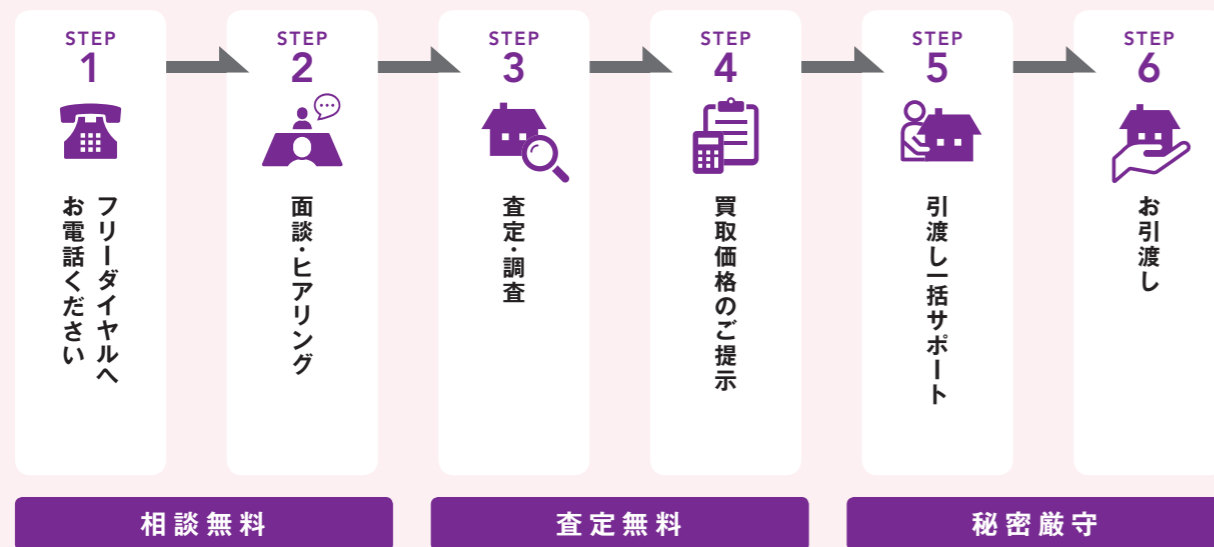 STEP
1
フリーダイヤルへ
お電話ください
STEP
2
面談・ヒアリング
STEP
3
査定・調査
STEP
4
買取価格のご提示
STEP
5
引渡し一括サポート
STEP
6
お引渡し
相談無料
査定無料
秘密厳守